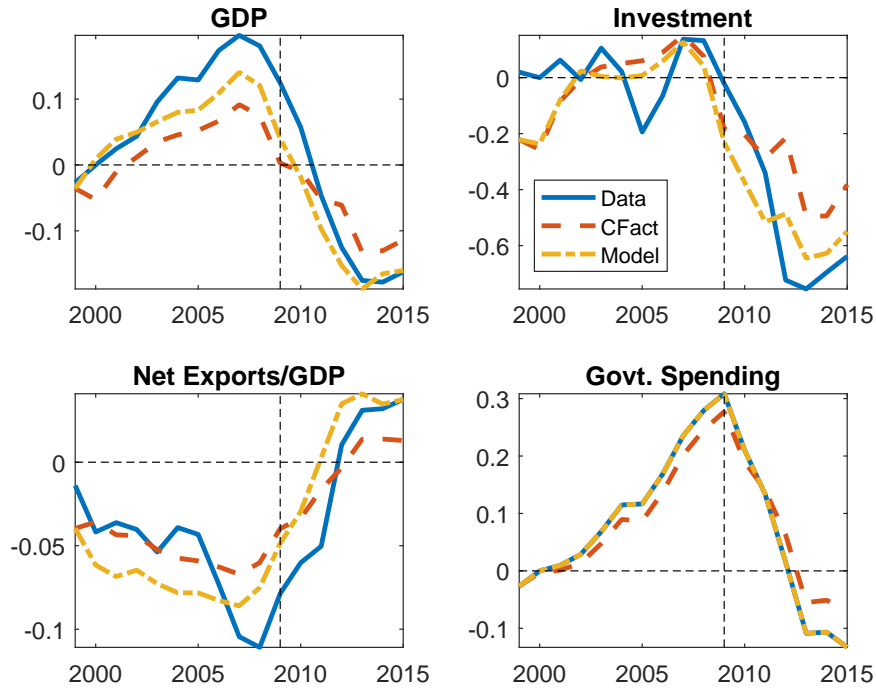 GDP
0.1
0
-0.1
2000 2005 2010 2015
Investment
0
-0.2
-0.4
-0.6
Data
CFact
Model
2000 2005 2010 2015
Net Exports/GDP
0
-0.05
-0.1
2000 2005 2010 2015
Govt. Spending
0.3
0.2
0.1
0
-0.1
2000 2005 2010 2015